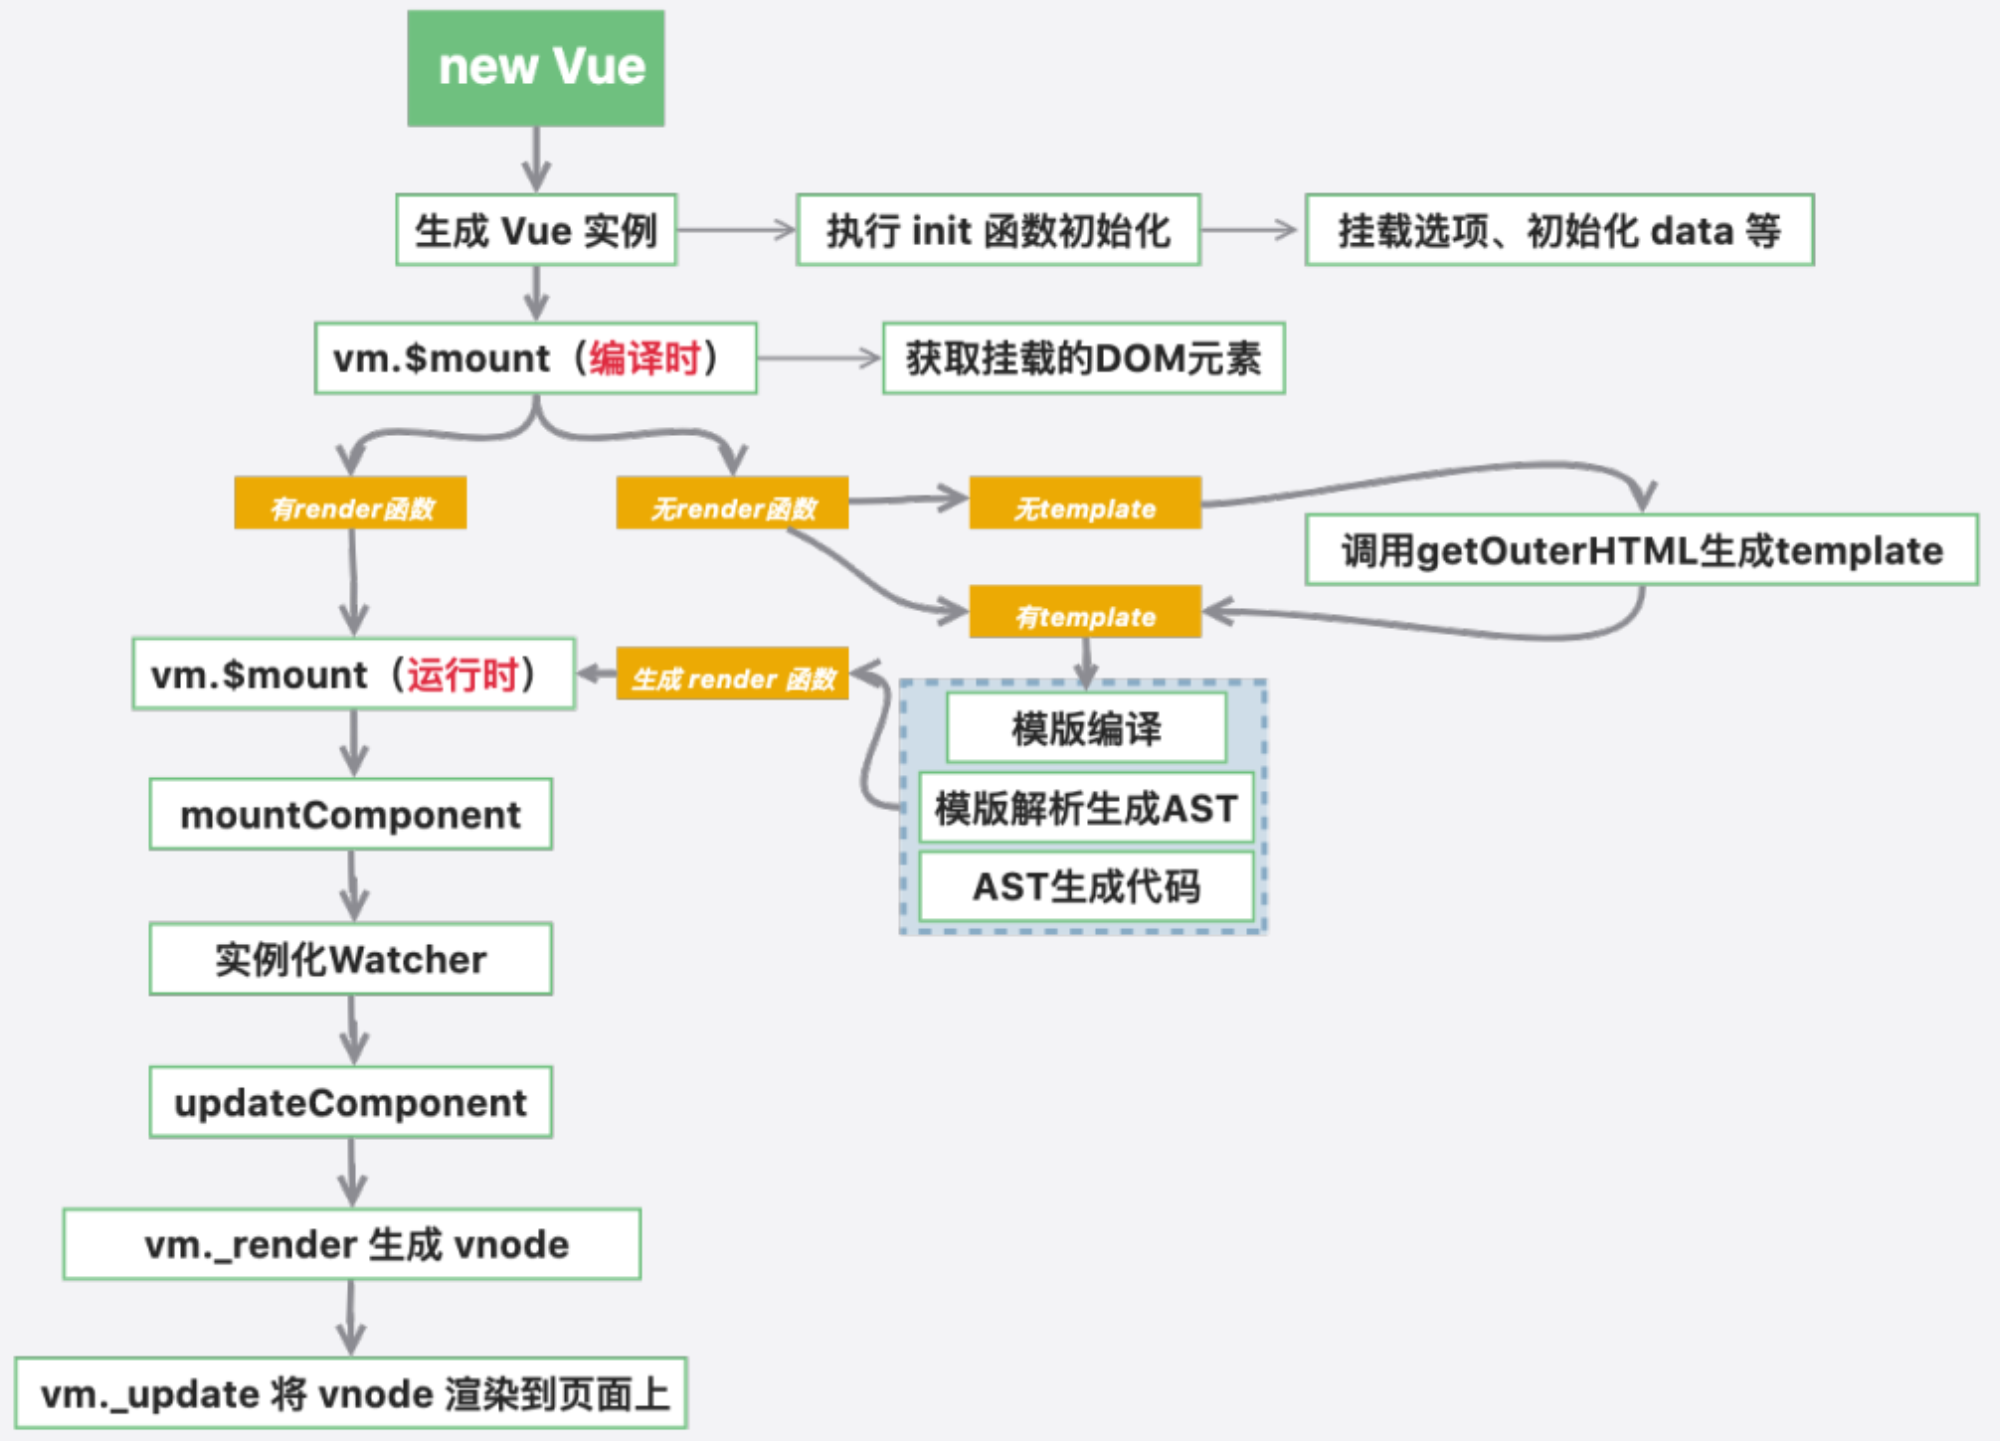 new Vue
生成 Vue 实例
执行 init 函数初始化
挂载选项、初始化 data 等
vm.$mount（编译时）
获取挂载的DOM元素
有render函数
无render函数
无template
调用getOuterHTML生成template
有template
vm.$mount（运行时）
生成 render 函数
模版编译
模版解析生成AST
AST生成代码
mountComponent
实例化Watcher
updateComponent
vm._render 生成 vnode
vm._update 将 vnode 渲染到页面上